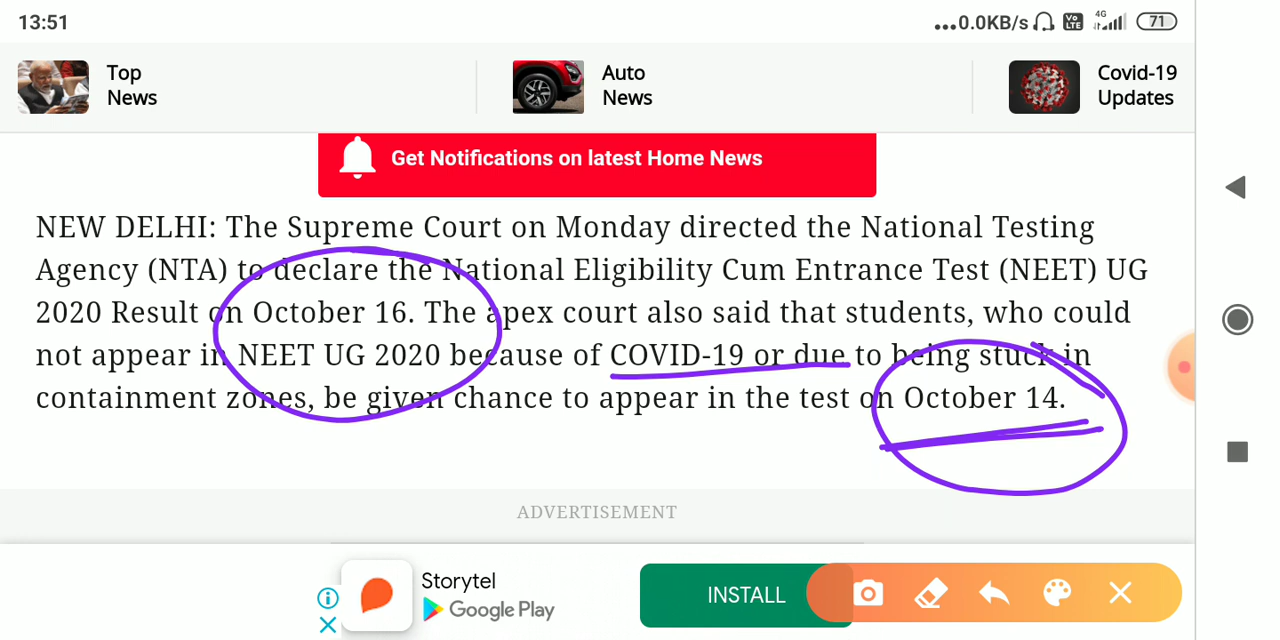 13:51
...0.0KB/s Vo LTE 4G 71
Top News
Auto News
Covid-19 Updates
Get Notifications on latest Home News
NEW DELHI: The Supreme Court on Monday directed the National Testing
Agency (NTA) to declare the National Eligibility Cum Entrance Test (NEET) UG
2020 Result on October 16. The apex court also said that students, who could
not appear in NEET UG 2020 because of COVID-19 or due to being stuck in
containment zones, be given chance to appear in the test on October 14.
ADVERTISEMENT
Storytel
Google Play
INSTALL